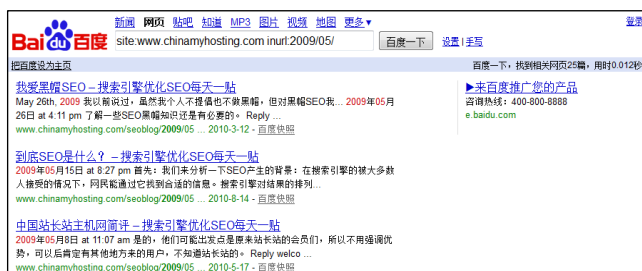 新闻 网页 贴吧 知道 MP3 图片 视频 地图 更多▼
登录
Bai du 百度
site:www.chinamyhosting.com inurl:2009/05/
百度一下
设置|手写
把百度设为主页
百度一下，找到相关网页25篇，用时0.012秒
我爱黑帽SEO – 搜索引擎优化SEO每天一贴
May 26th, 2009 我以前说过，虽然我个人不提倡也不做黑帽，但对黑帽SEO我... 2009年05月
26日 at 4:11 pm 了解一些SEO黑帽知识还是有必要的。 Reply ...
www.chinamyhosting.com/seoblog/2009/05 ... 2010-3-12 - 百度快照
▶来百度推广您的产品
咨询热线：400-800-8888
e.baidu.com
到底SEO是什么？ – 搜索引擎优化SEO每天一贴
2009年05月15日 at 8:27 pm 首先：我们来分析一下SEO产生的背景：在搜索引擎的被大多数
人接受的情况下，网民能通过它找到合适的信息。搜索引擎对结果的排列...
www.chinamyhosting.com/seoblog/2009/05 ... 2010-8-14 - 百度快照
中国站长站主机网简评 – 搜索引擎优化SEO每天一贴
2009年05月8日 at 11:07 am 是的，他们可能出发点是原来站长站的会员们，所以不用强调优
势，可以后肯定有其他地方来的用户，不知道站长站的。 Reply welco ...
www.chinamyhosting.com/seoblog/2009/05 ... 2010-5-17 - 百度快照